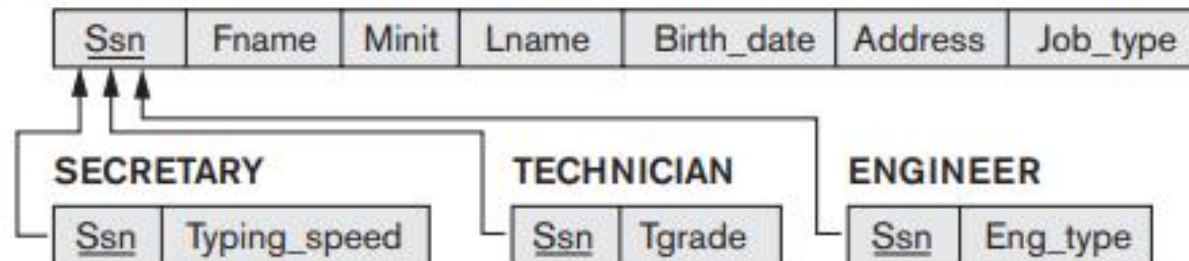 Ssn Fname Minit Lname Birth_date Address Job_type
SECRETARY TECHNICIAN ENGINEER
Ssn Typing_speed Ssn Tgrade Ssn Eng_type